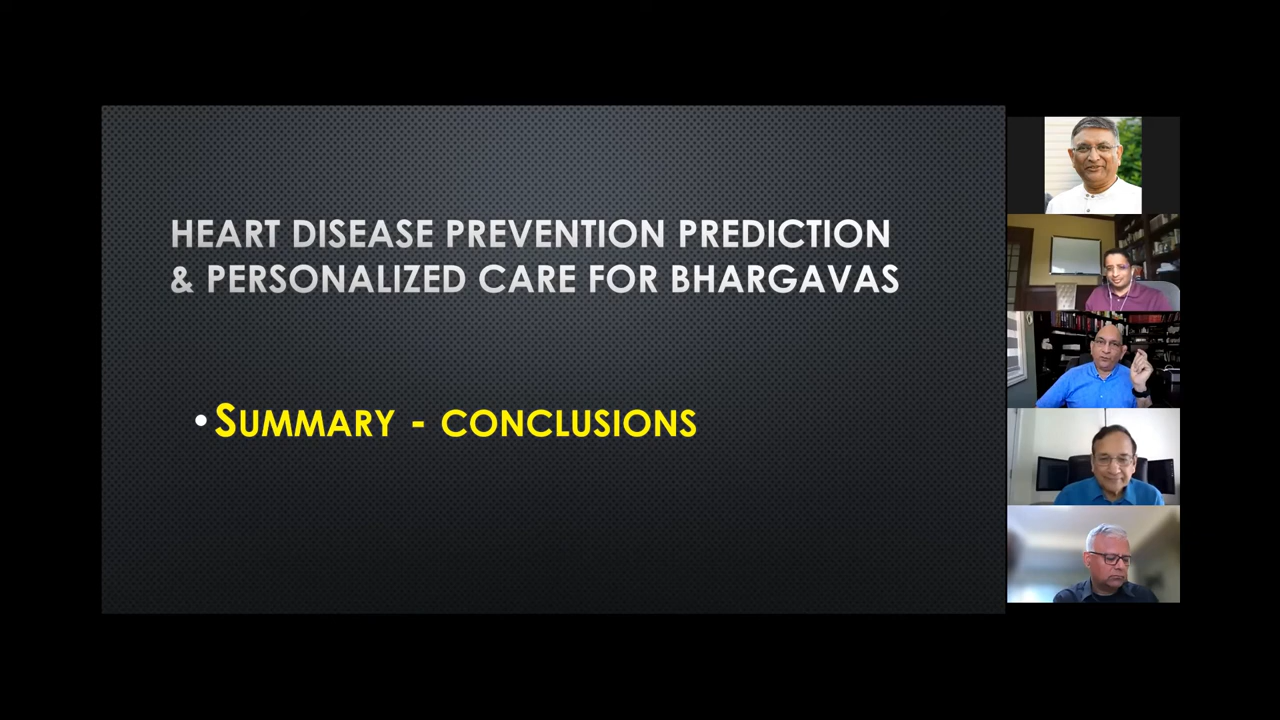 HEART DISEASE PREVENTION PREDICTION
& PERSONALIZED CARE FOR BHARGAVAS
• SUMMARY - CONCLUSIONS